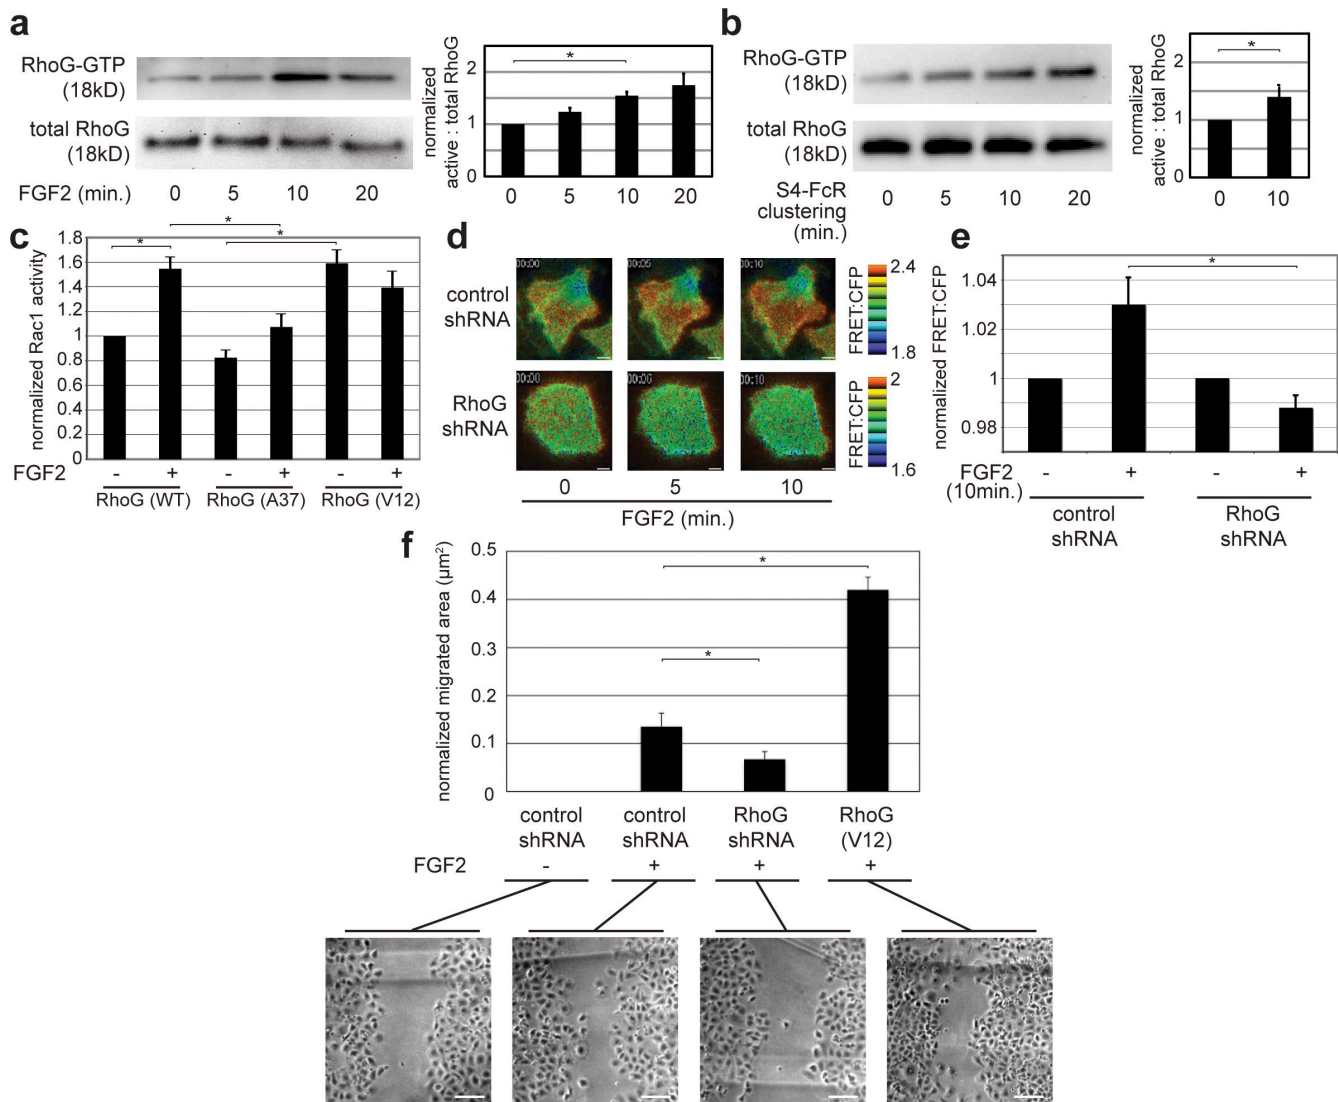 a
RhoG-GTP
(18kD)
total RhoG
(18kD)
FGF2 (min.)
0 5 10 20
normalized
active : total RhoG
2
1
0
*
0 5 10 20
b
RhoG-GTP
(18kD)
total RhoG
(18kD)
S4-FcR
clustering
(min.)
0 5 10 20
normalized
active : total RhoG
2
1
0
*
0 10
c
normalized Rac1 activity
1.8
1.6
1.4
1.2
1
0.8
0.6
0.4
0.2
0
*
*
*
FGF2 - + - + - +
RhoG (WT) RhoG (A37) RhoG (V12)
d
control
shRNA
00:00 00:05 00:10
2.4
FRET:CFP
1.8
RhoG
shRNA
00:00 00:10
2
FRET:CFP
1.6
0 5 10
FGF2 (min.)
e
normalized FRET:CFP
1.04
1.02
1
0.98
*
FGF2
(10min.)
- + - +
control
shRNA
RhoG
shRNA
f
normalized migrated area (µm²)
0.5
0.4
0.3
0.2
0.1
0
*
*
control
shRNA
control
shRNA
RhoG
shRNA
RhoG
(V12)
FGF2 - + + +